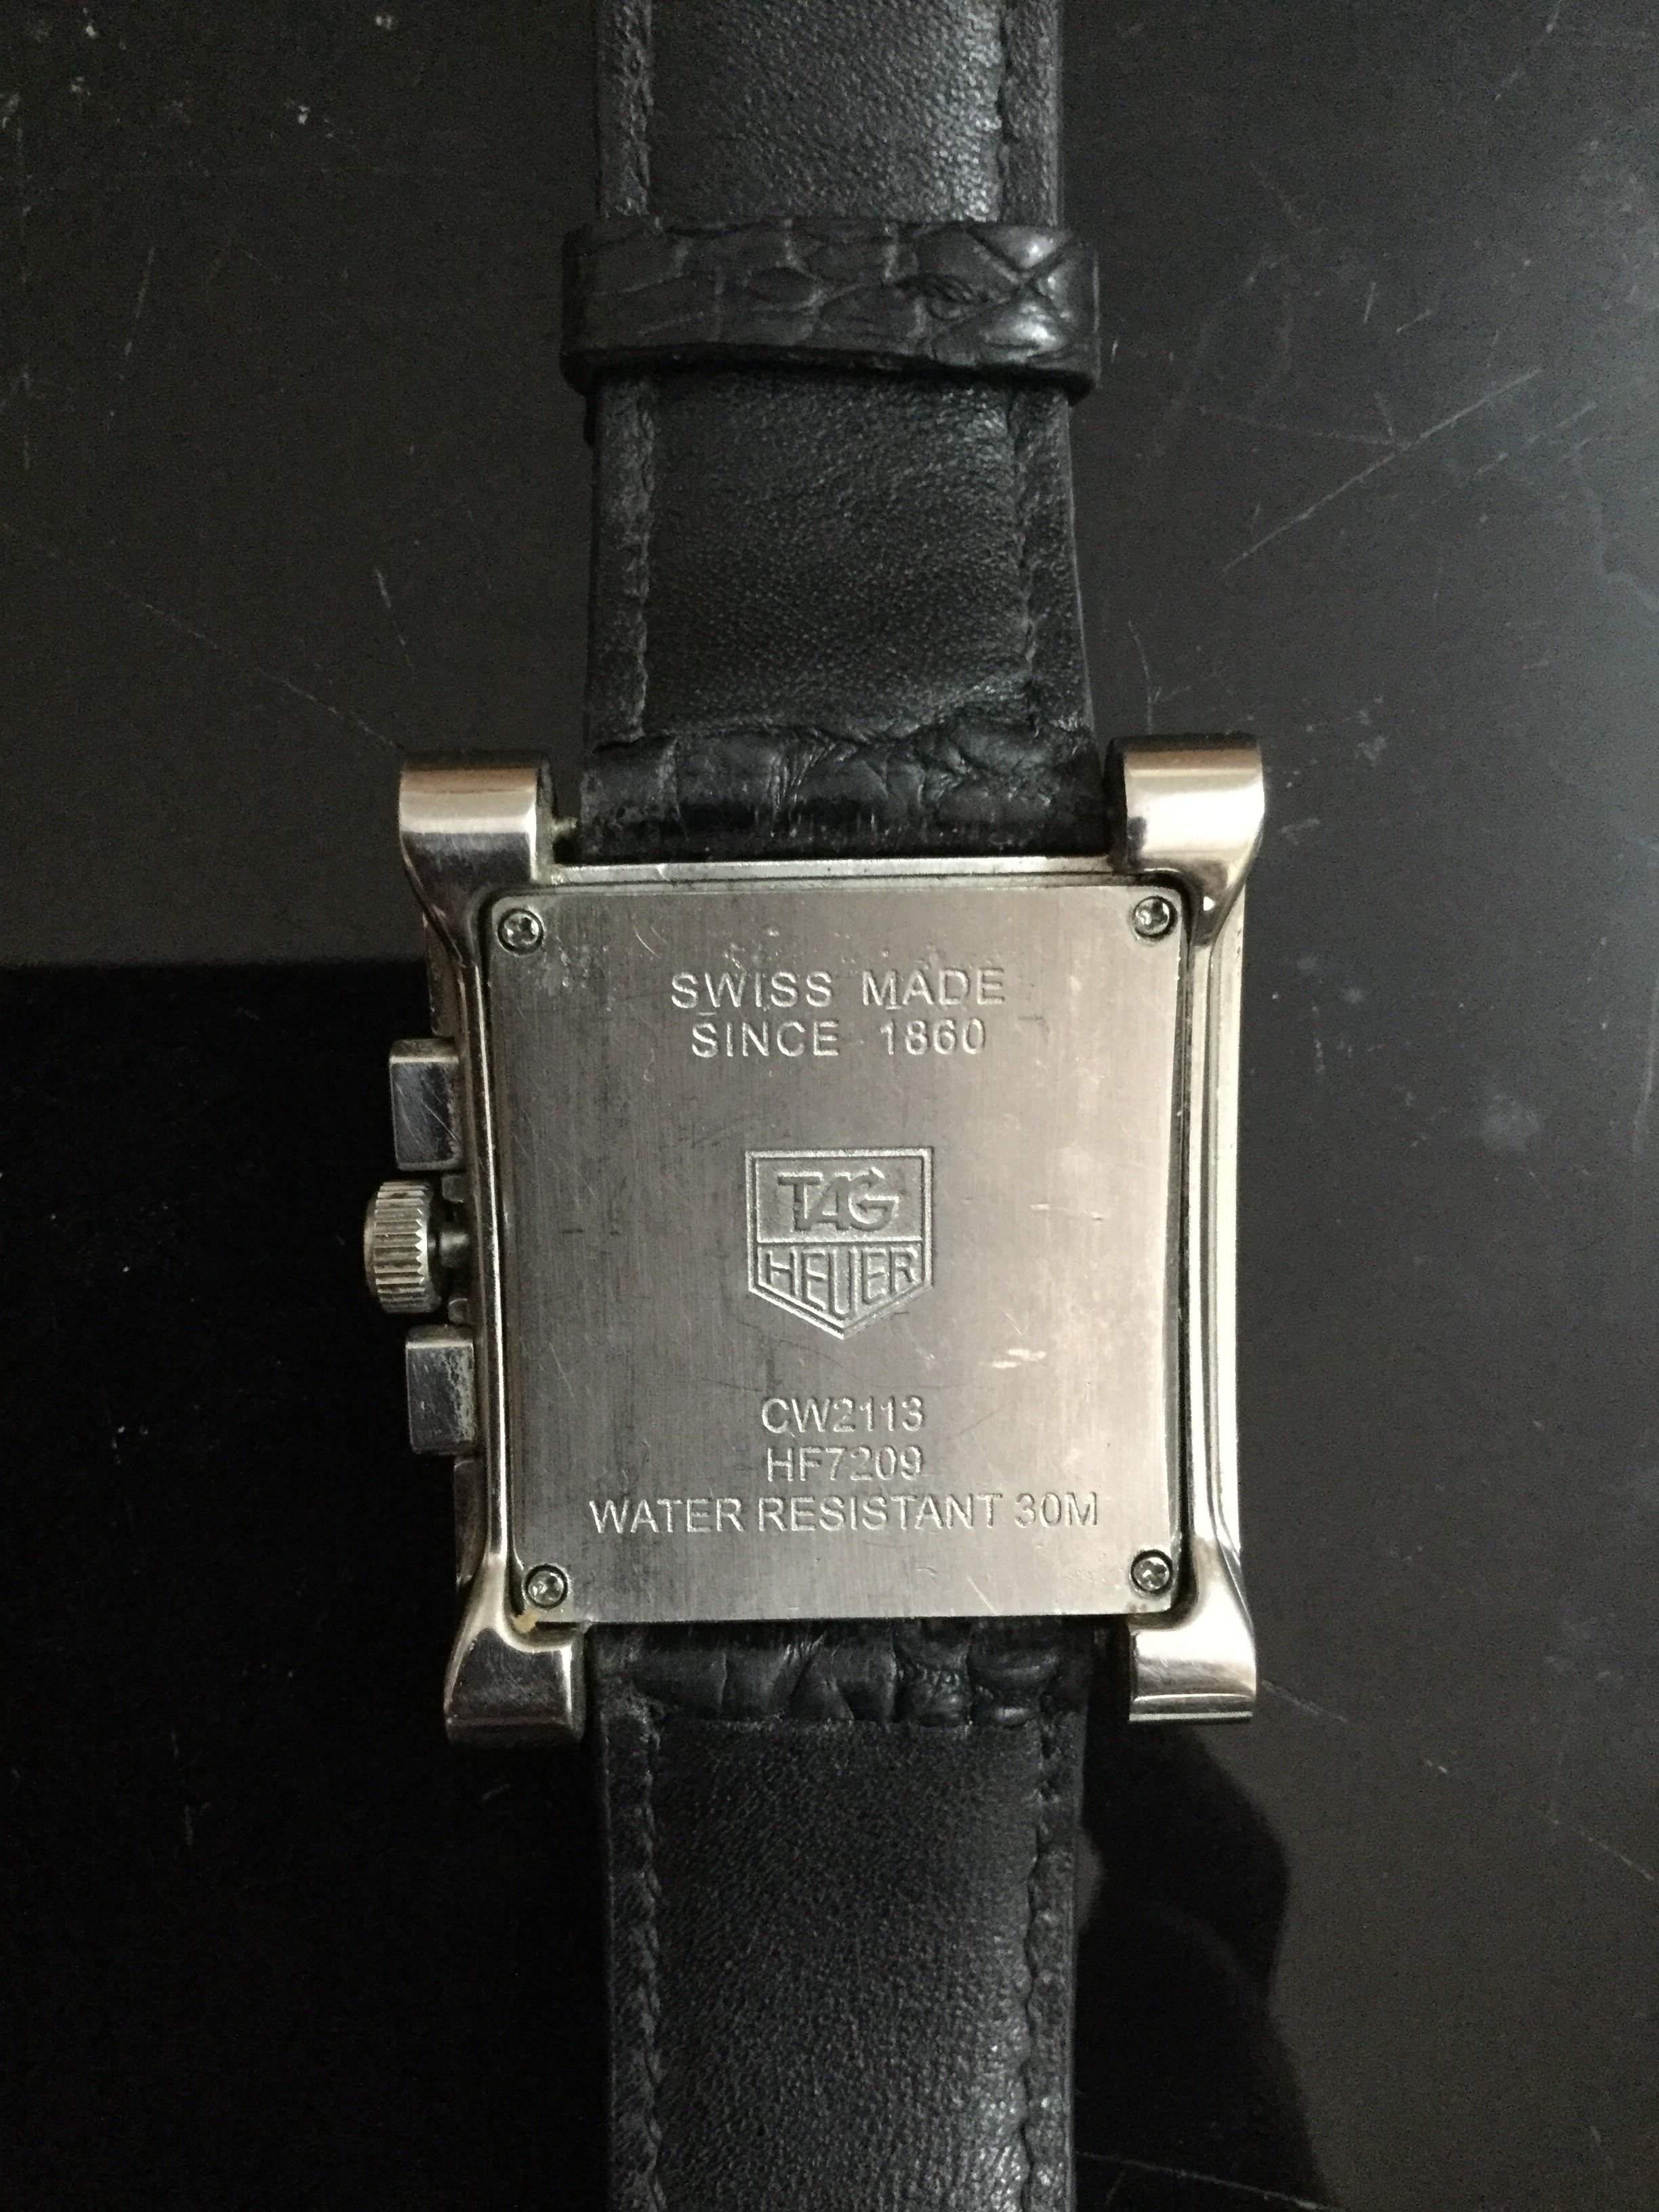 SWISS MADE
SINCE 1860
TAG
HEUER
CW2113
HF7209
WATER RESISTANT 30M